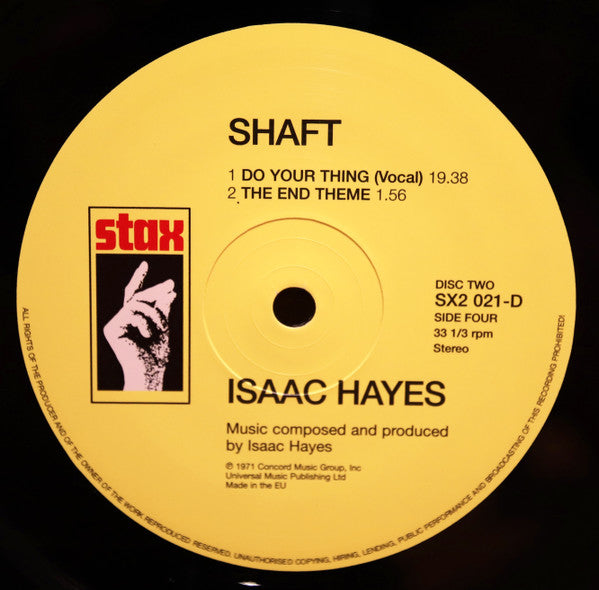 SHAFT
1 DO YOUR THING (Vocal) 19.38
2 THE END THEME 1.56
stax
DISC TWO
SX2 021-D
SIDE FOUR
33 1/3 rpm
Stereo
ISAAC HAYES
Music composed and produced
by Isaac Hayes
℗ 1971 Concord Music Group, Inc
Universal Music Publishing Ltd
Made in the EU
ALL RIGHTS OF THE PRODUCER AND OF THE OWNER OF THE WORK REPRODUCED RESERVED. UNAUTHORISED COPYING, HIRING, LENDING, PUBLIC PERFORMANCE AND BROADCASTING OF THIS RECORDING PROHIBITED!